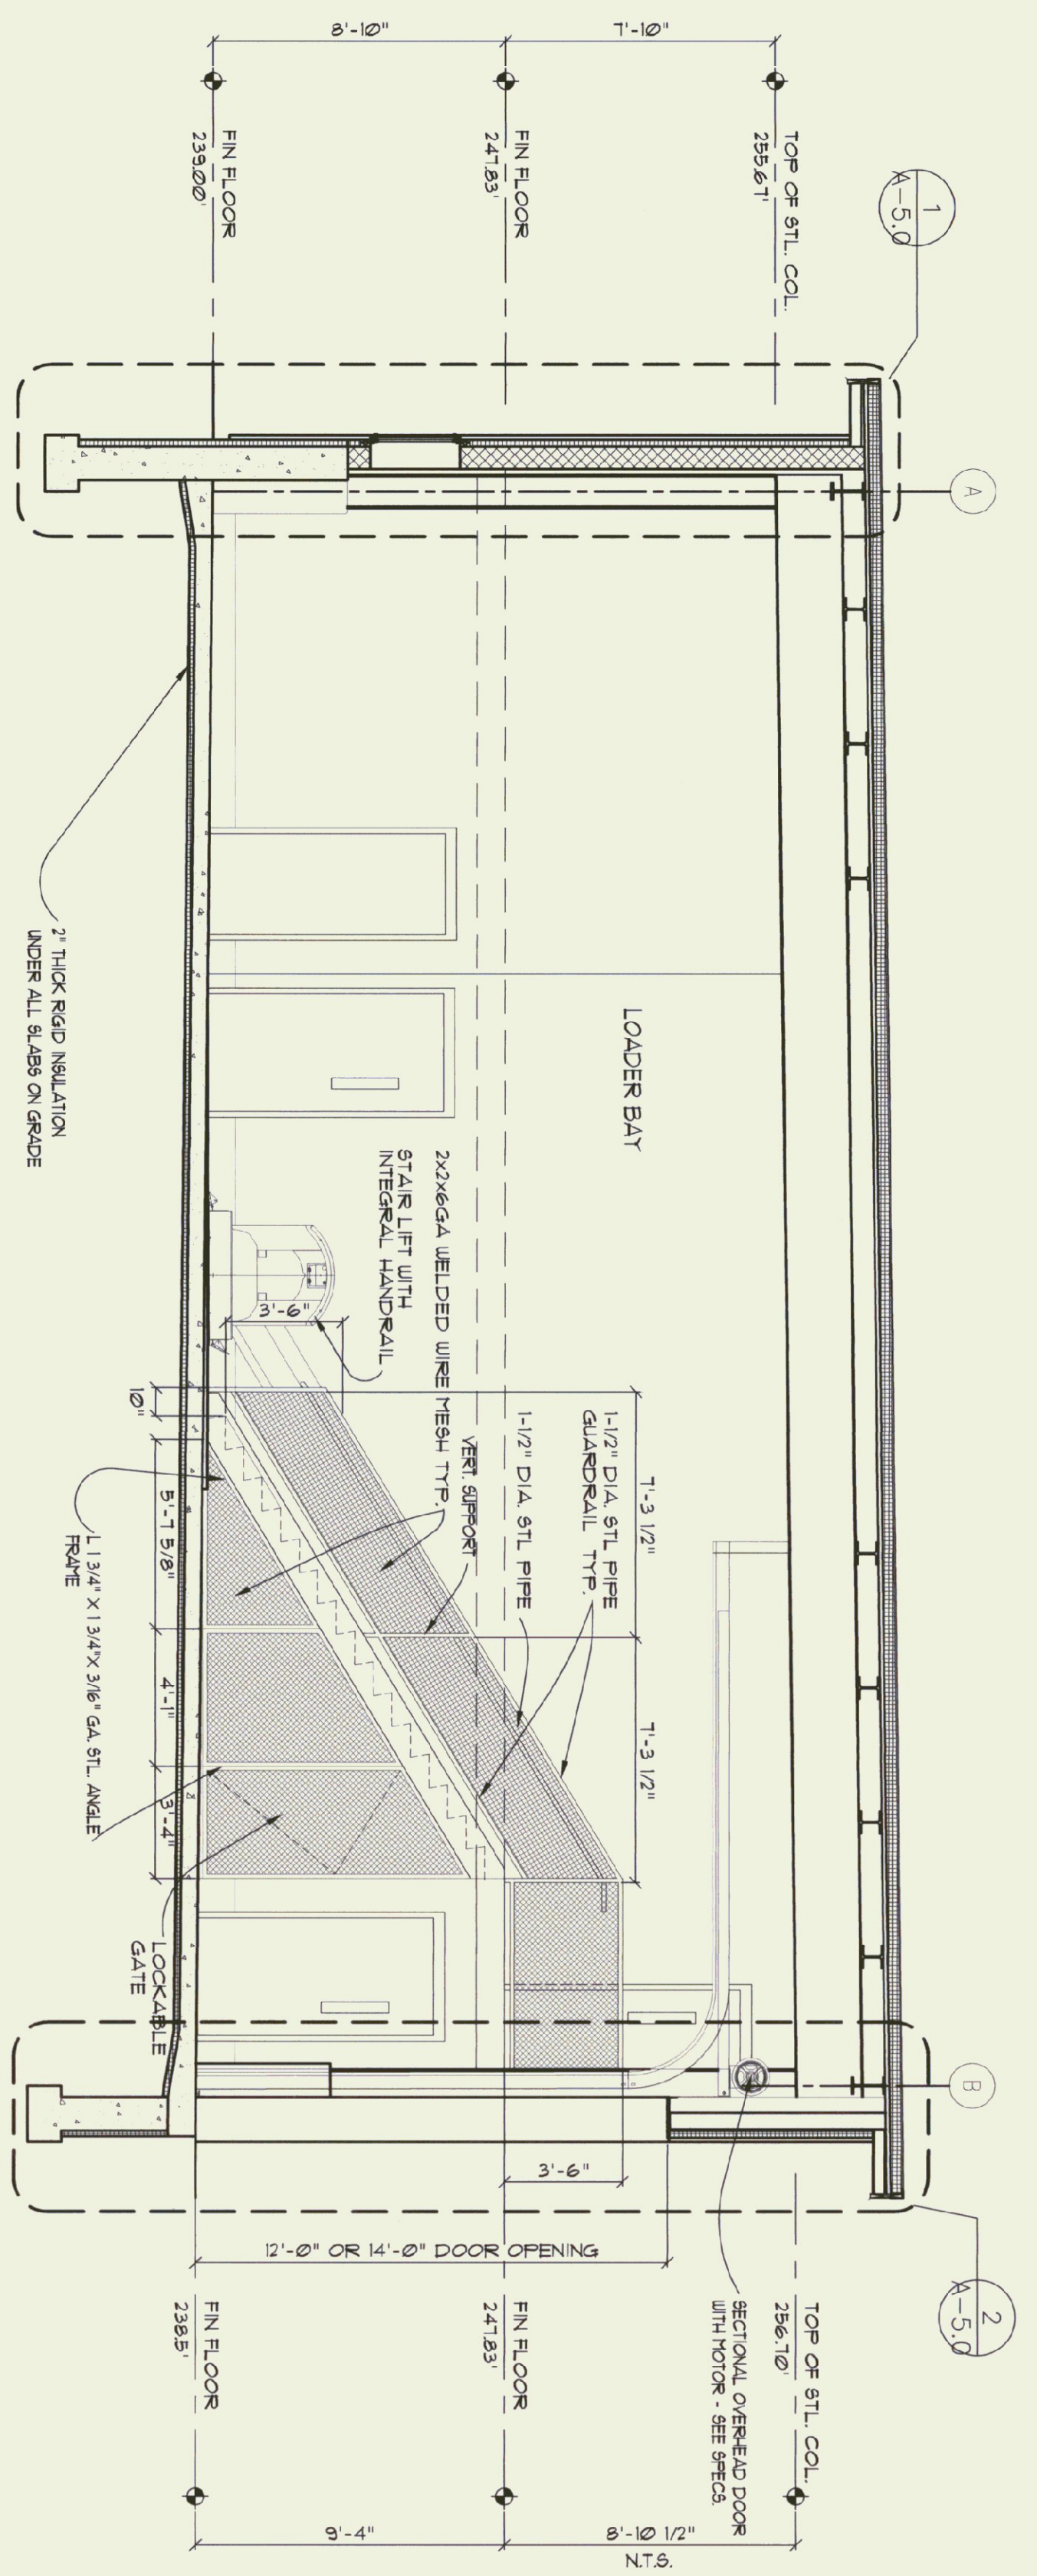 8'-10"
7'-10"
TOP OF STL. COL.
255.67'
FIN FLOOR
247.83'
FIN FLOOR
239.00'
1
A-5.0
A
LOADER BAY
2" THICK RIGID INSULATION
UNDER ALL SLABS ON GRADE
2x2x6GA WELDED WIRE MESH TYP.
STAIR LIFT WITH
INTEGRAL HANDRAIL
3'-6"
1-1/2" DIA. STL PIPE
GUARDRAIL TYP.
1-1/2" DIA. STL PIPE
VERT. SUPPORT
7'-3 1/2"
7'-3 1/2"
10"
5'-7 5/8"
4'-1"
3'-4"
L 1 3/4" X 1 3/4" X 3/16" GA. STL. ANGLE
FRAME
LOCKABLE
GATE
B
3'-6"
12'-0" OR 14'-0" DOOR OPENING
SECTIONAL OVERHEAD DOOR
WITH MOTOR - SEE SPECS.
2
A-5.0
TOP OF STL. COL.
256.70'
FIN FLOOR
247.83'
FIN FLOOR
238.5'
9'-4"
8'-10 1/2"
N.T.S.